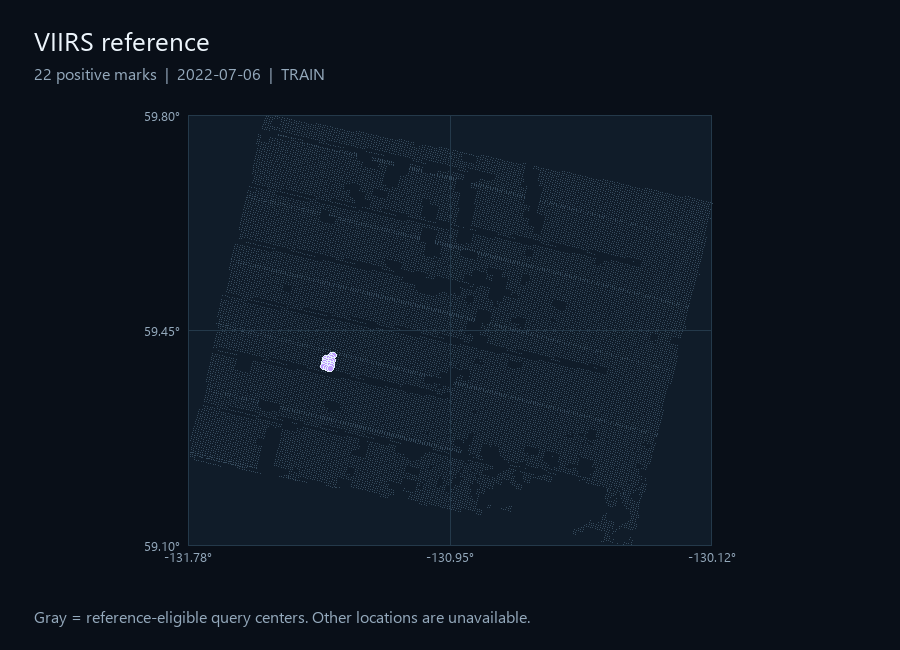 VIIRS reference
22 positive marks | 2022-07-06 | TRAIN
59.80°
59.45°
59.10°
-131.78°
-130.95°
-130.12°
Gray = reference-eligible query centers. Other locations are unavailable.